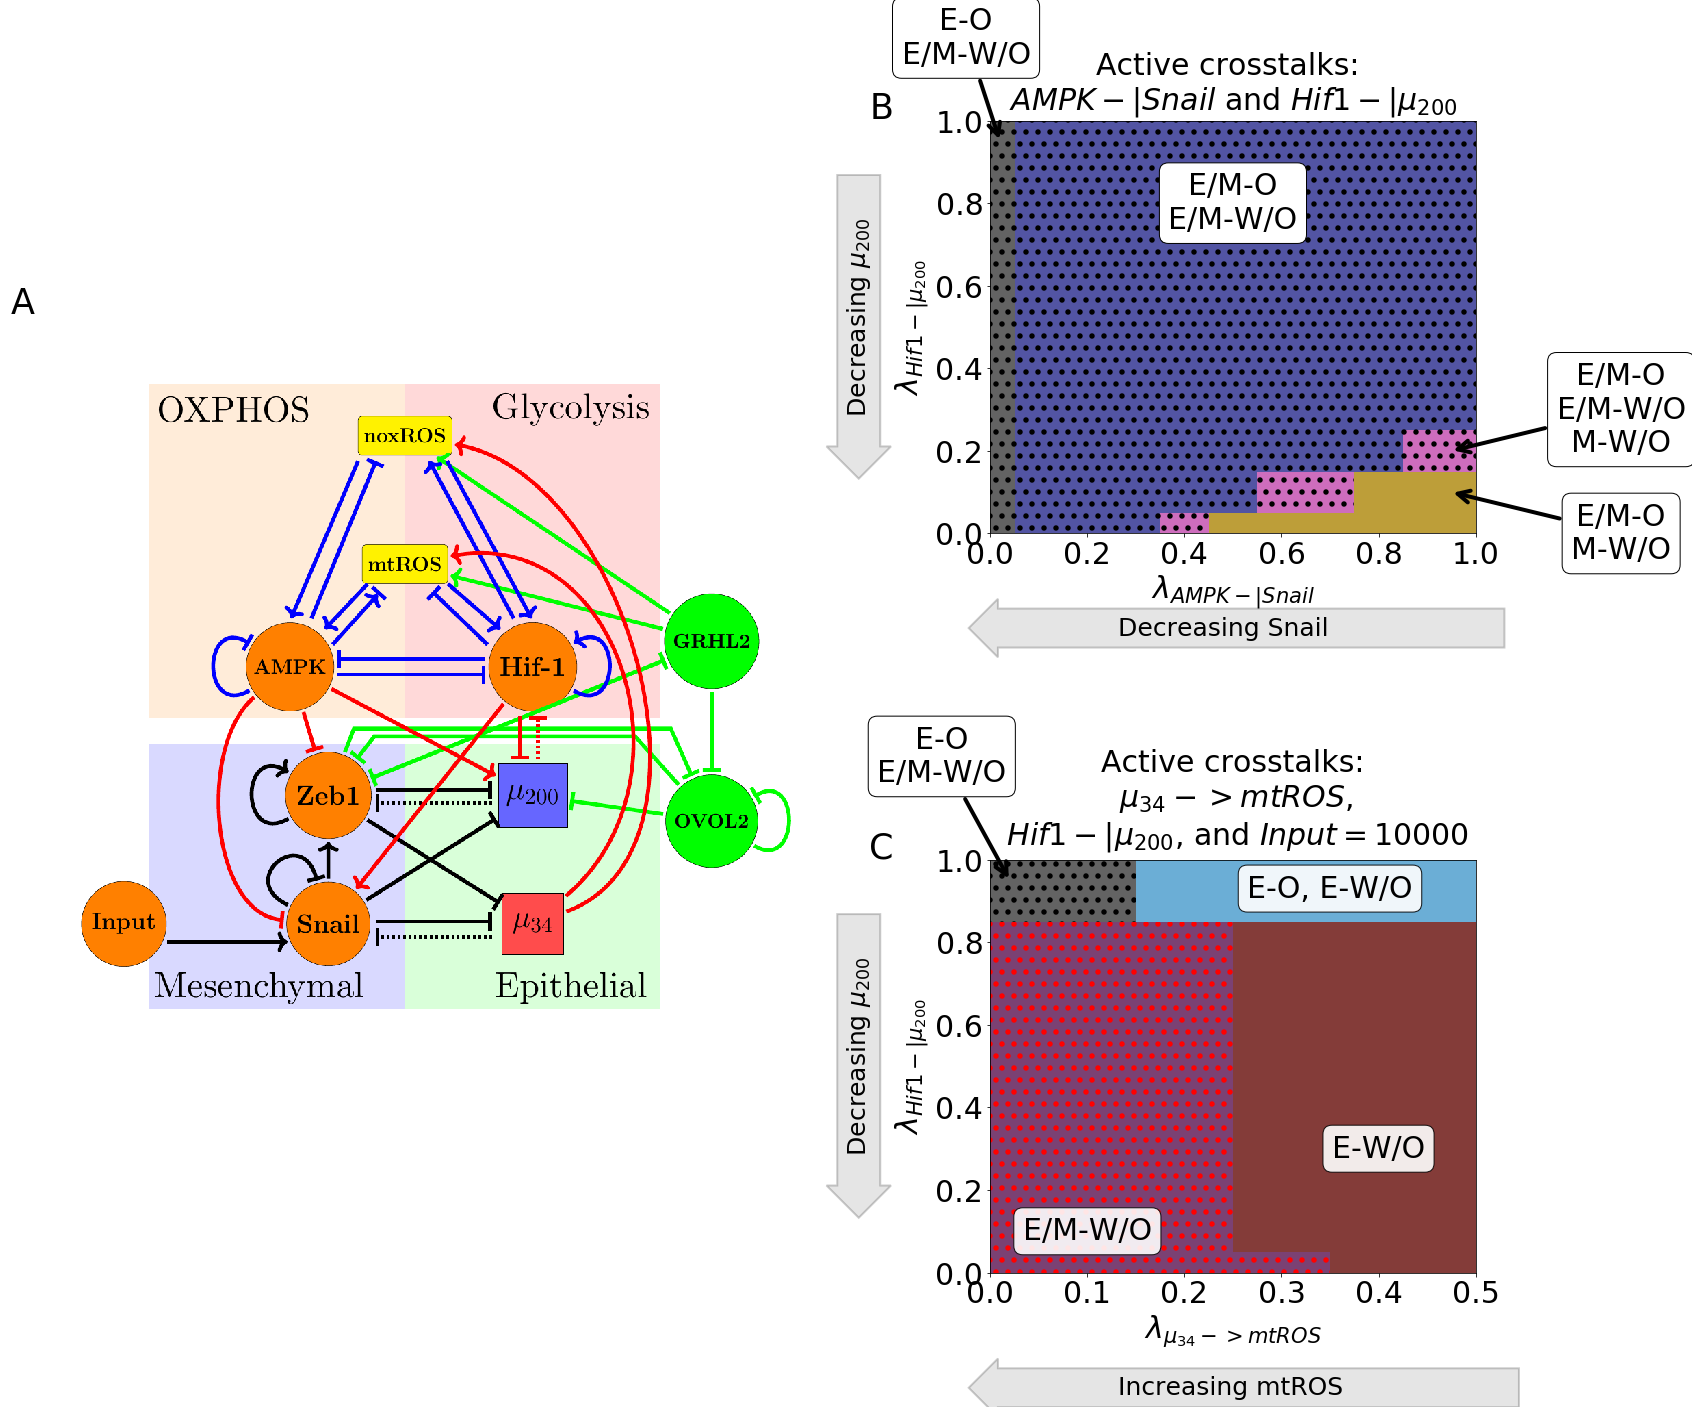 A
OXPHOS
Glycolysis
noxROS
mtROS
AMPK
Hif-1
GRHL2
Zeb1
μ200
OVOL2
Input
Snail
μ34
Mesenchymal
Epithelial
B
E-O
E/M-W/O
Active crosstalks:
AMPK-|Snail and Hif1-|μ200
Decreasing μ200
λHif1-|μ200
1.0
0.8
0.6
0.4
0.2
0.0
E/M-O
E/M-W/O
E/M-O
E/M-W/O
M-W/O
E/M-O
M-W/O
0.0 0.2 0.4 0.6 0.8 1.0
λAMPK-|Snail
Decreasing Snail
C
E-O
E/M-W/O
Active crosstalks:
μ34->mtROS,
Hif1-|μ200, and Input=10000
Decreasing μ200
λHif1-|μ200
1.0
0.8
0.6
0.4
0.2
0.0
E-O, E-W/O
E-W/O
E/M-W/O
0.0 0.1 0.2 0.3 0.4 0.5
λμ34->mtROS
Increasing mtROS